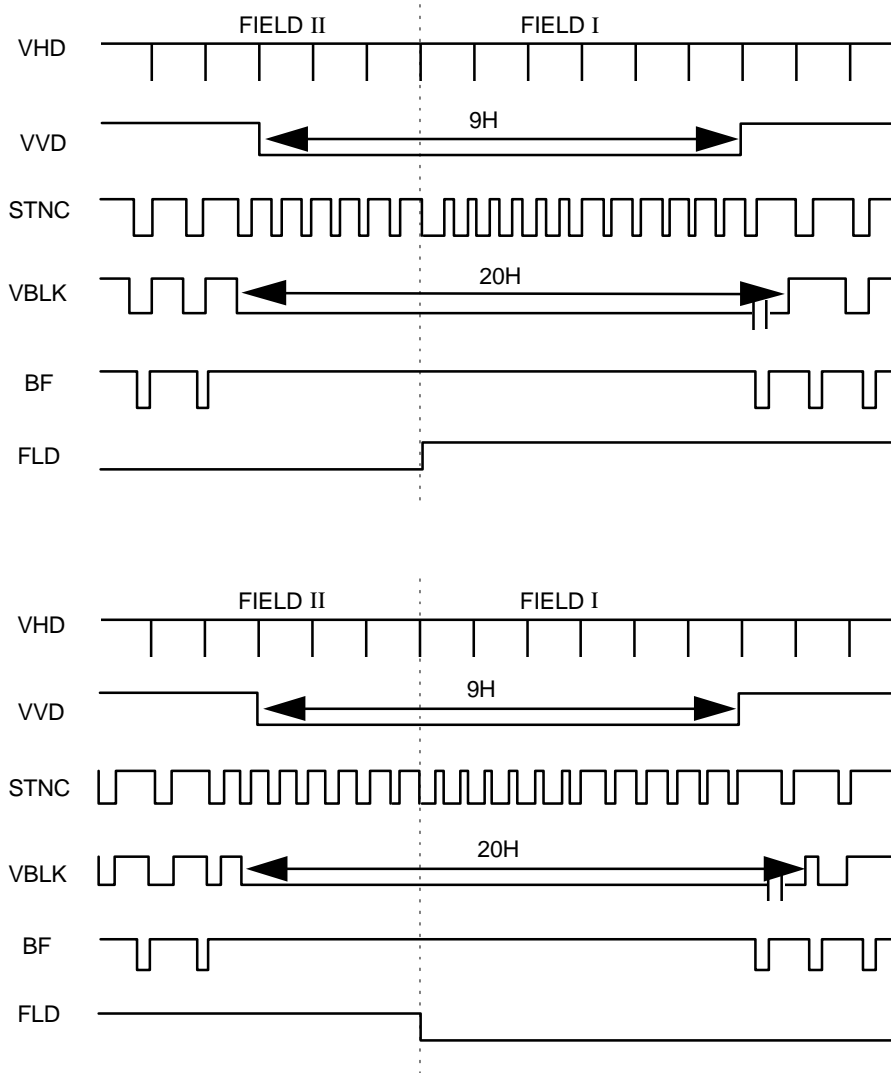 FIELD II FIELD I
VHD
9H
VVD
STNC
20H
VBLK
BF
FLD
FIELD II FIELD I
VHD
9H
VVD
STNC
20H
VBLK
BF
FLD